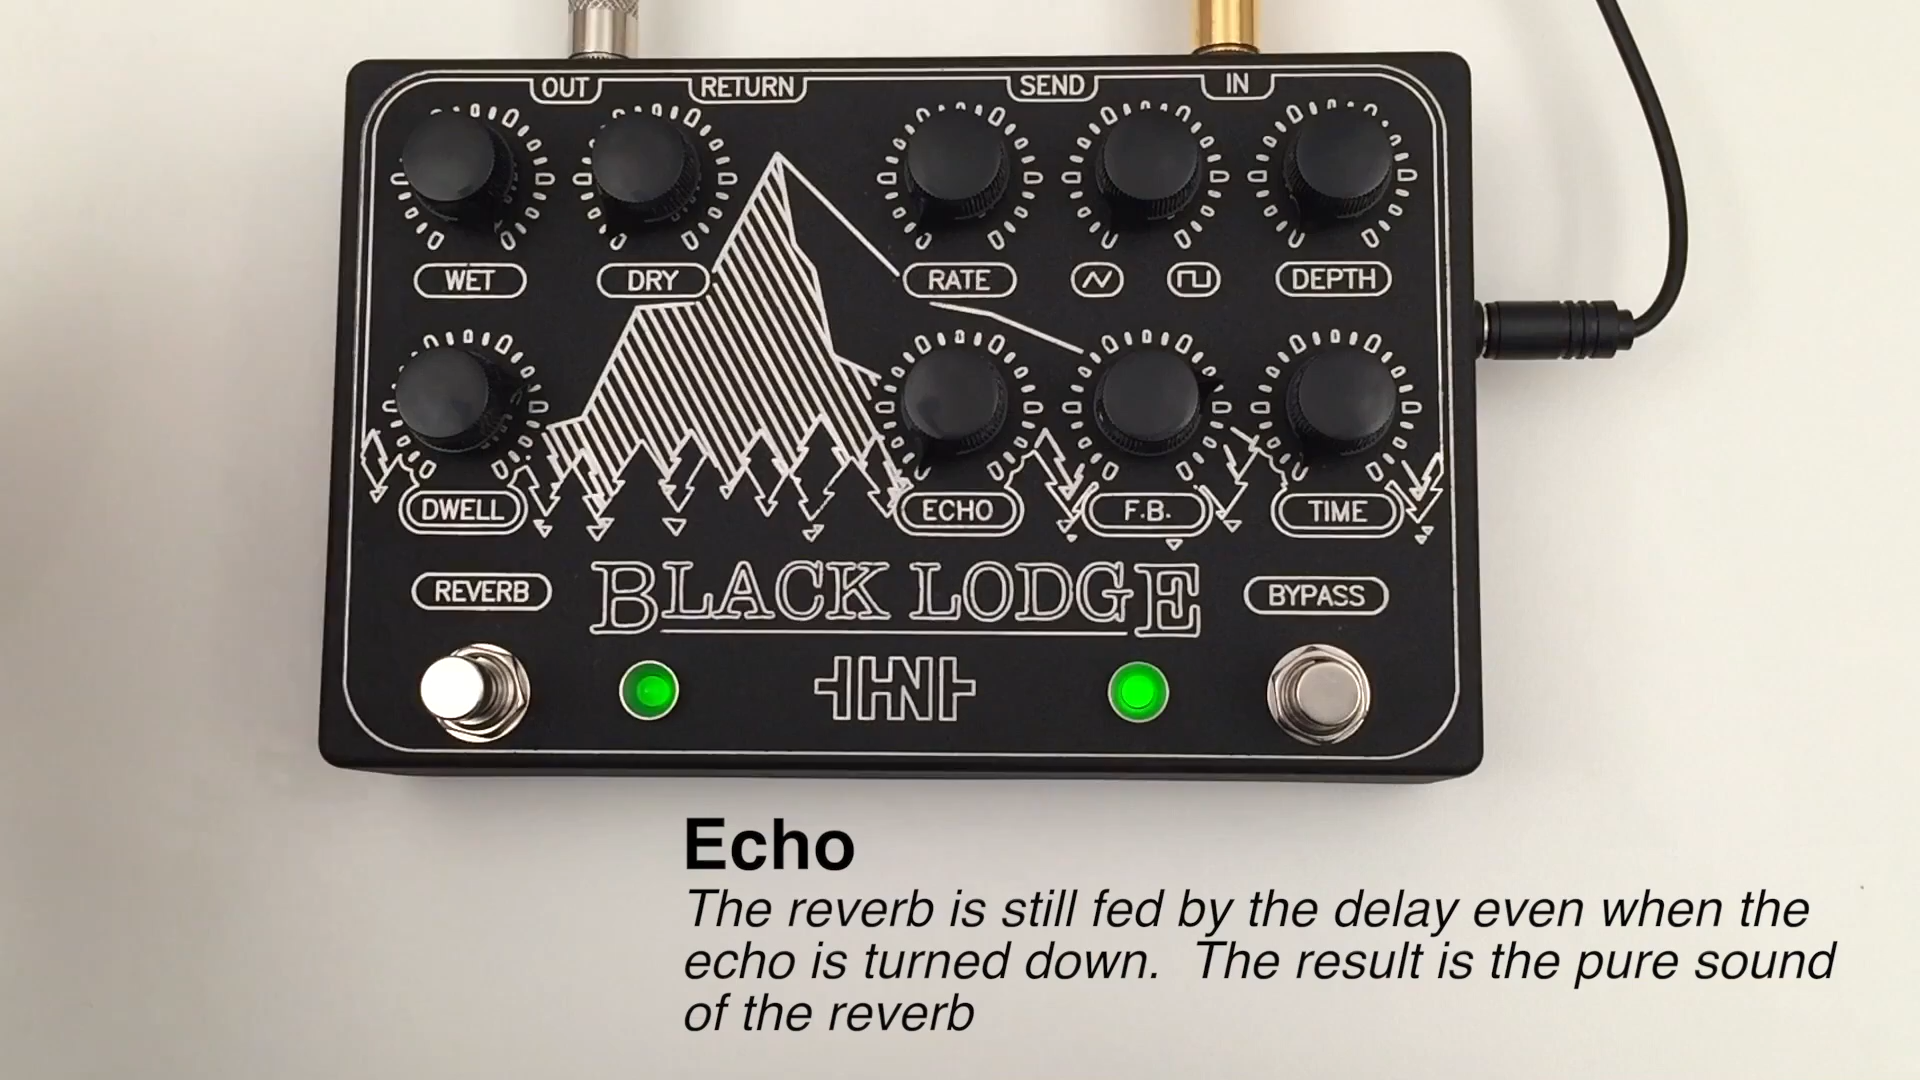 OUT RETURN SEND IN
WET DRY RATE DEPTH
DWELL ECHO F.B. TIME
REVERB BLACK LODGE BYPASS
HN
Echo
The reverb is still fed by the delay even when the
echo is turned down.  The result is the pure sound
of the reverb